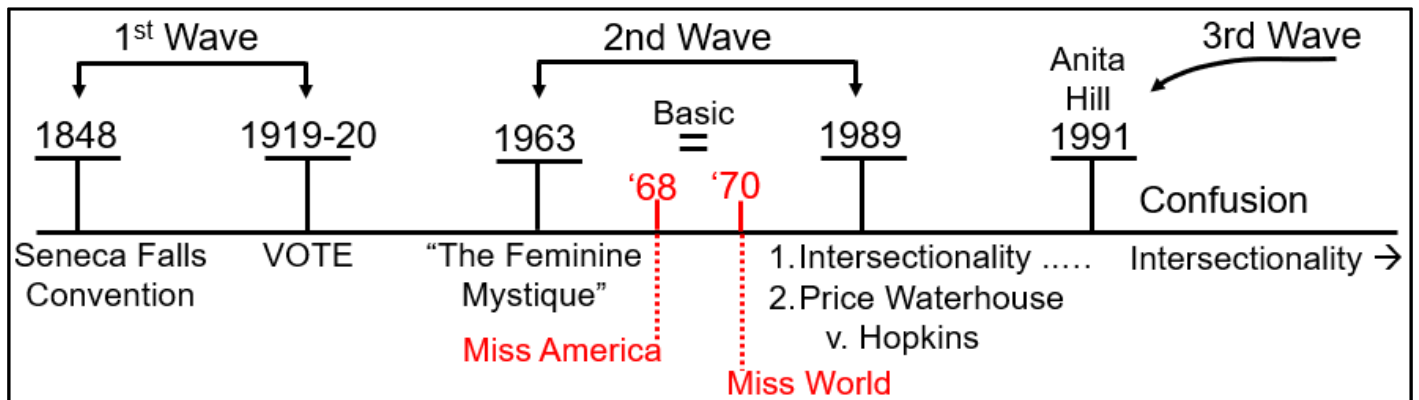 1st Wave
2nd Wave
3rd Wave
Anita
Hill
Basic
=
1848
1919-20
1963
1989
1991
‘68
‘70
Confusion
Seneca Falls
Convention
VOTE
“The Feminine
Mystique”
1.Intersectionality .....
2.Price Waterhouse
v. Hopkins
Intersectionality →
Miss America
Miss World